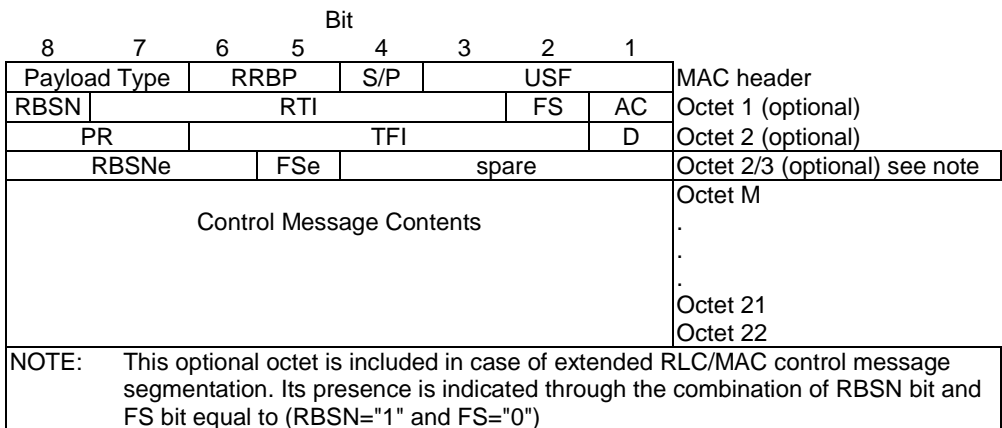 Bit
8 7 6 5 4 3 2 1
Payload Type RRBP S/P USF MAC header
RBSN RTI FS AC Octet 1 (optional)
PR TFI D Octet 2 (optional)
RBSNe FSe spare Octet 2/3 (optional) see note
Octet M
Control Message Contents .
.
.
Octet 21
Octet 22
NOTE: This optional octet is included in case of extended RLC/MAC control message
segmentation. Its presence is indicated through the combination of RBSN bit and
FS bit equal to (RBSN="1" and FS="0")